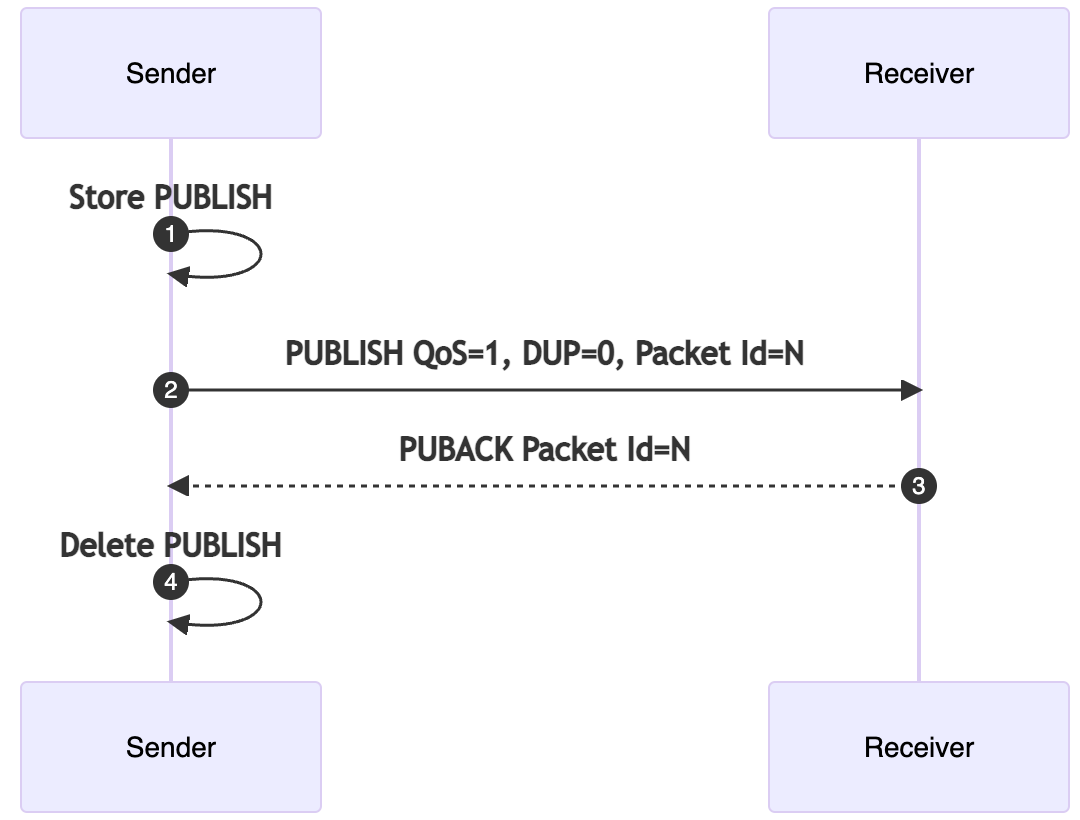 Sender
Receiver
Store PUBLISH
1
PUBLISH QoS=1, DUP=0, Packet Id=N
2
PUBACK Packet Id=N
3
Delete PUBLISH
4
Sender
Receiver